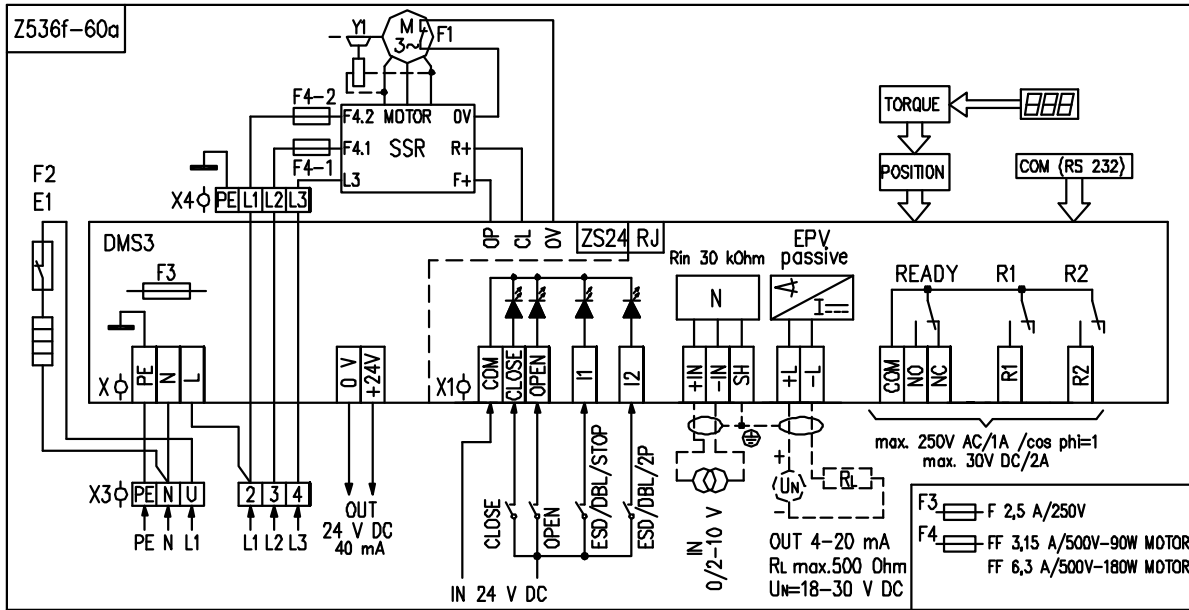 Z536f-60a
Y1
M
3~
F1
F4-2
F4.2 MOTOR 0V
F4.1 SSR R+
F4-1
L3 F+
TORQUE
POSITION
COM (RS 232)
F2
E1
X4 PE L1 L2 L3
DMS3
F3
OP
CL
0V
ZS24 RJ
Rin 30 kOhm
N
EPV
passive
I
READY R1 R2
X PE N L
0 V
+24V
X1 COM CLOSE OPEN I1 I2
+IN -IN SH
+L -L
COM NO NC R1 R2
max. 250V AC/1A /cos phi=1
max. 30V DC/2A
X3 PE N U 2 3 4
PE N L1 L1 L2 L3
OUT
24 V DC
40 mA
CLOSE
OPEN
ESD/DBL/STOP
ESD/DBL/2P
IN 24 V DC
IN
0/2-10 V
+
UN
-
RL
OUT 4-20 mA
RL max.500 Ohm
UN=18-30 V DC
F3 F 2,5 A/250V
F4 FF 3,15 A/500V-90W MOTOR
FF 6,3 A/500V-180W MOTOR